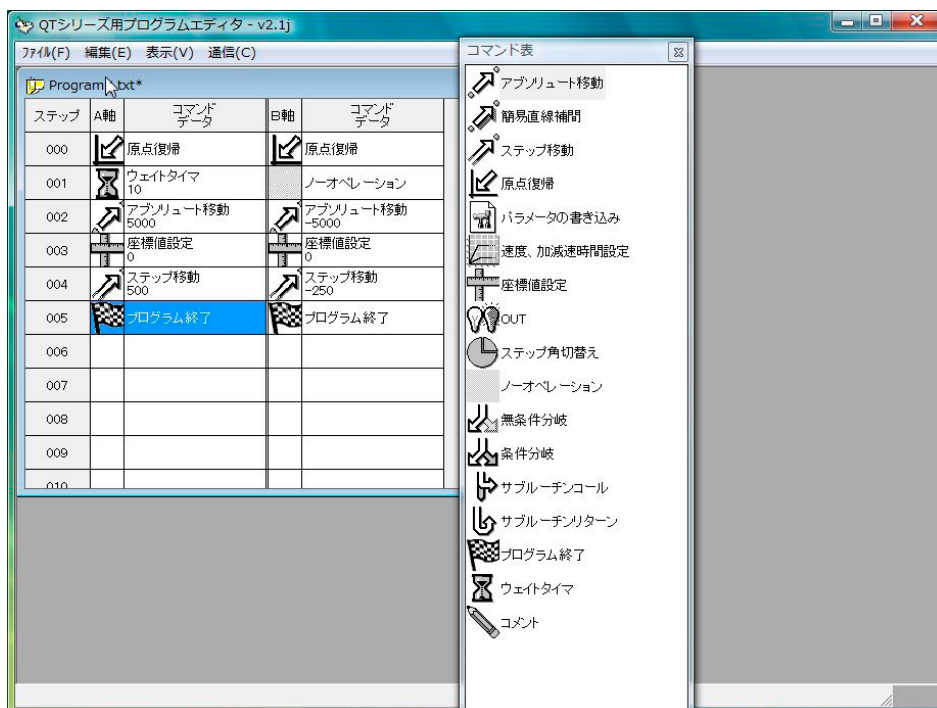 QTシリーズ用プログラムエディタ - v2.1j
ファイル(F) 編集(E) 表示(V) 通信(C)
.txt*
ステップ A軸 コマンド データ B軸 コマンド データ
000 原点復帰 原点復帰
001 ウェイトタイマ 10 ノーオペレーション
002 アブソリュート移動 5000 アブソリュート移動 -5000
003 座標値設定 0 座標値設定 0
004 ステップ移動 500 ステップ移動 -250
005 プログラム終了 プログラム終了
006
007
008
009
010
コマンド表
アブソリュート移動
簡易直線補間
ステップ移動
原点復帰
パラメータの書き込み
速度、加減速時間設定
座標値設定
OUT
ステップ角切替え
ノーオペレーション
無条件分岐
条件分岐
サブルーチンコール
サブルーチンリターン
プログラム終了
ウェイトタイマ
コメント